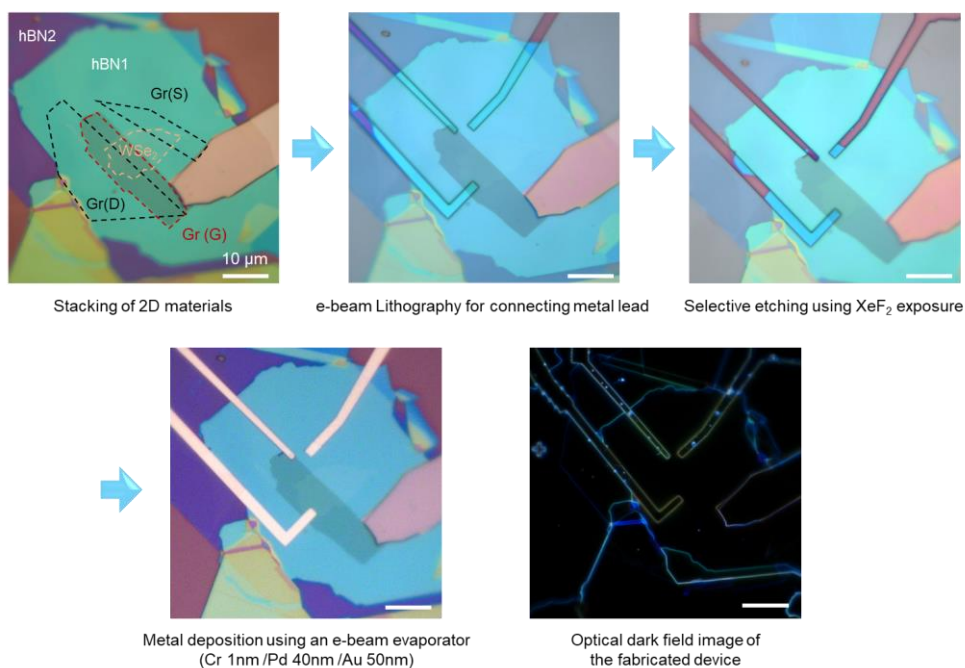 hBN2
hBN1
Gr(S)
WSe₂
Gr(D)
Gr (G)
10 μm
Stacking of 2D materials
e-beam Lithography for connecting metal lead
Selective etching using XeF₂ exposure
Metal deposition using an e-beam evaporator
(Cr 1nm /Pd 40nm /Au 50nm)
Optical dark field image of
the fabricated device